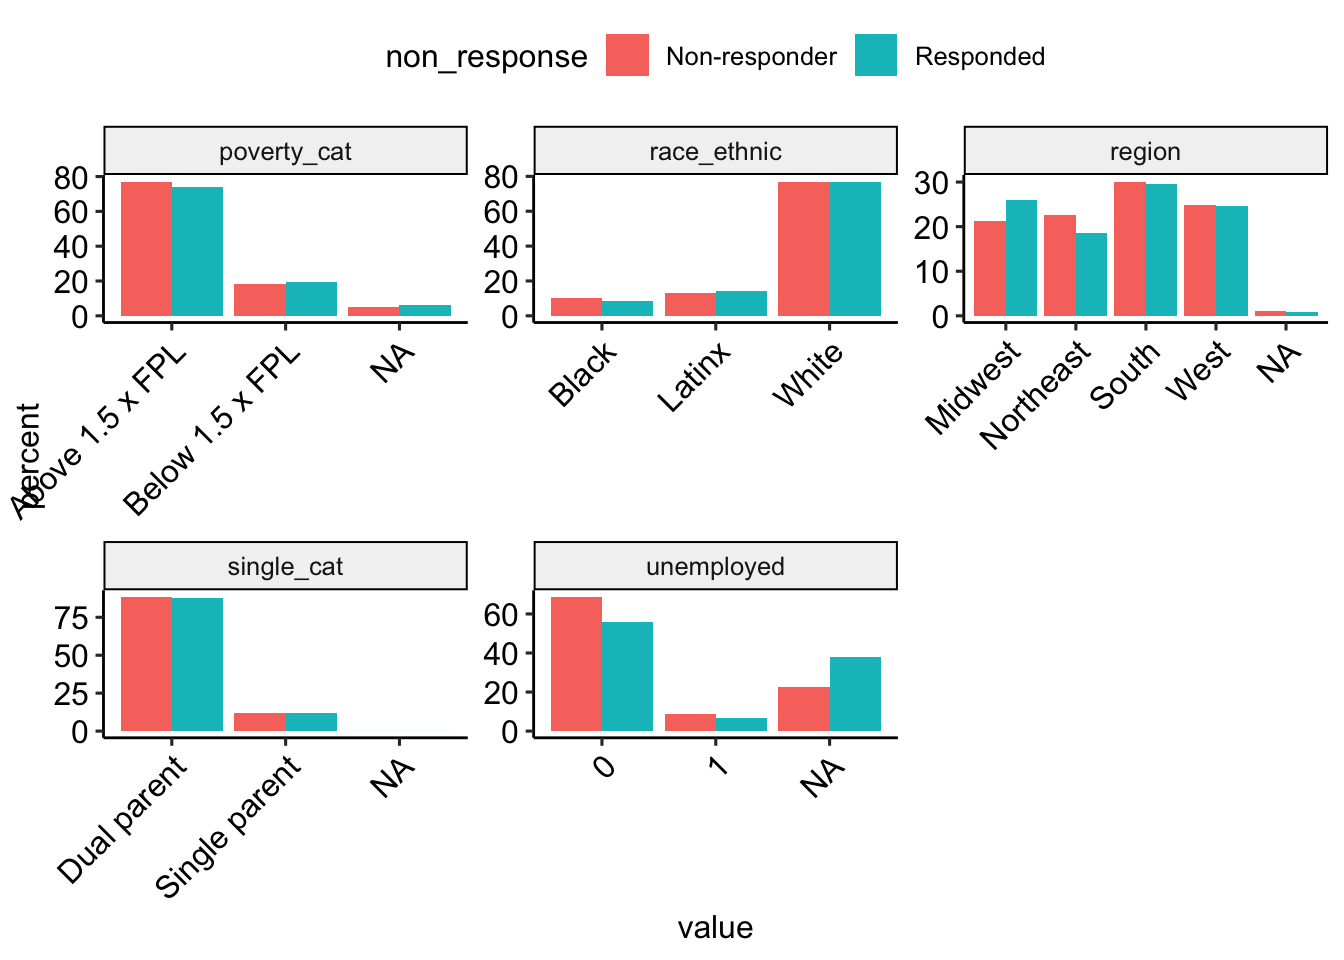 non_response Non-responder Responded
poverty_cat race_ethnic region
80
60
40
20
0
Above 1.5 x FPL
Below 1.5 x FPL
NA
80
60
40
20
0
Black
Latinx
White
30
20
10
0
Midwest
Northeast
South
West
NA
percent
single_cat unemployed
75
50
25
0
Dual parent
Single parent
NA
60
40
20
0
0
1
NA
value